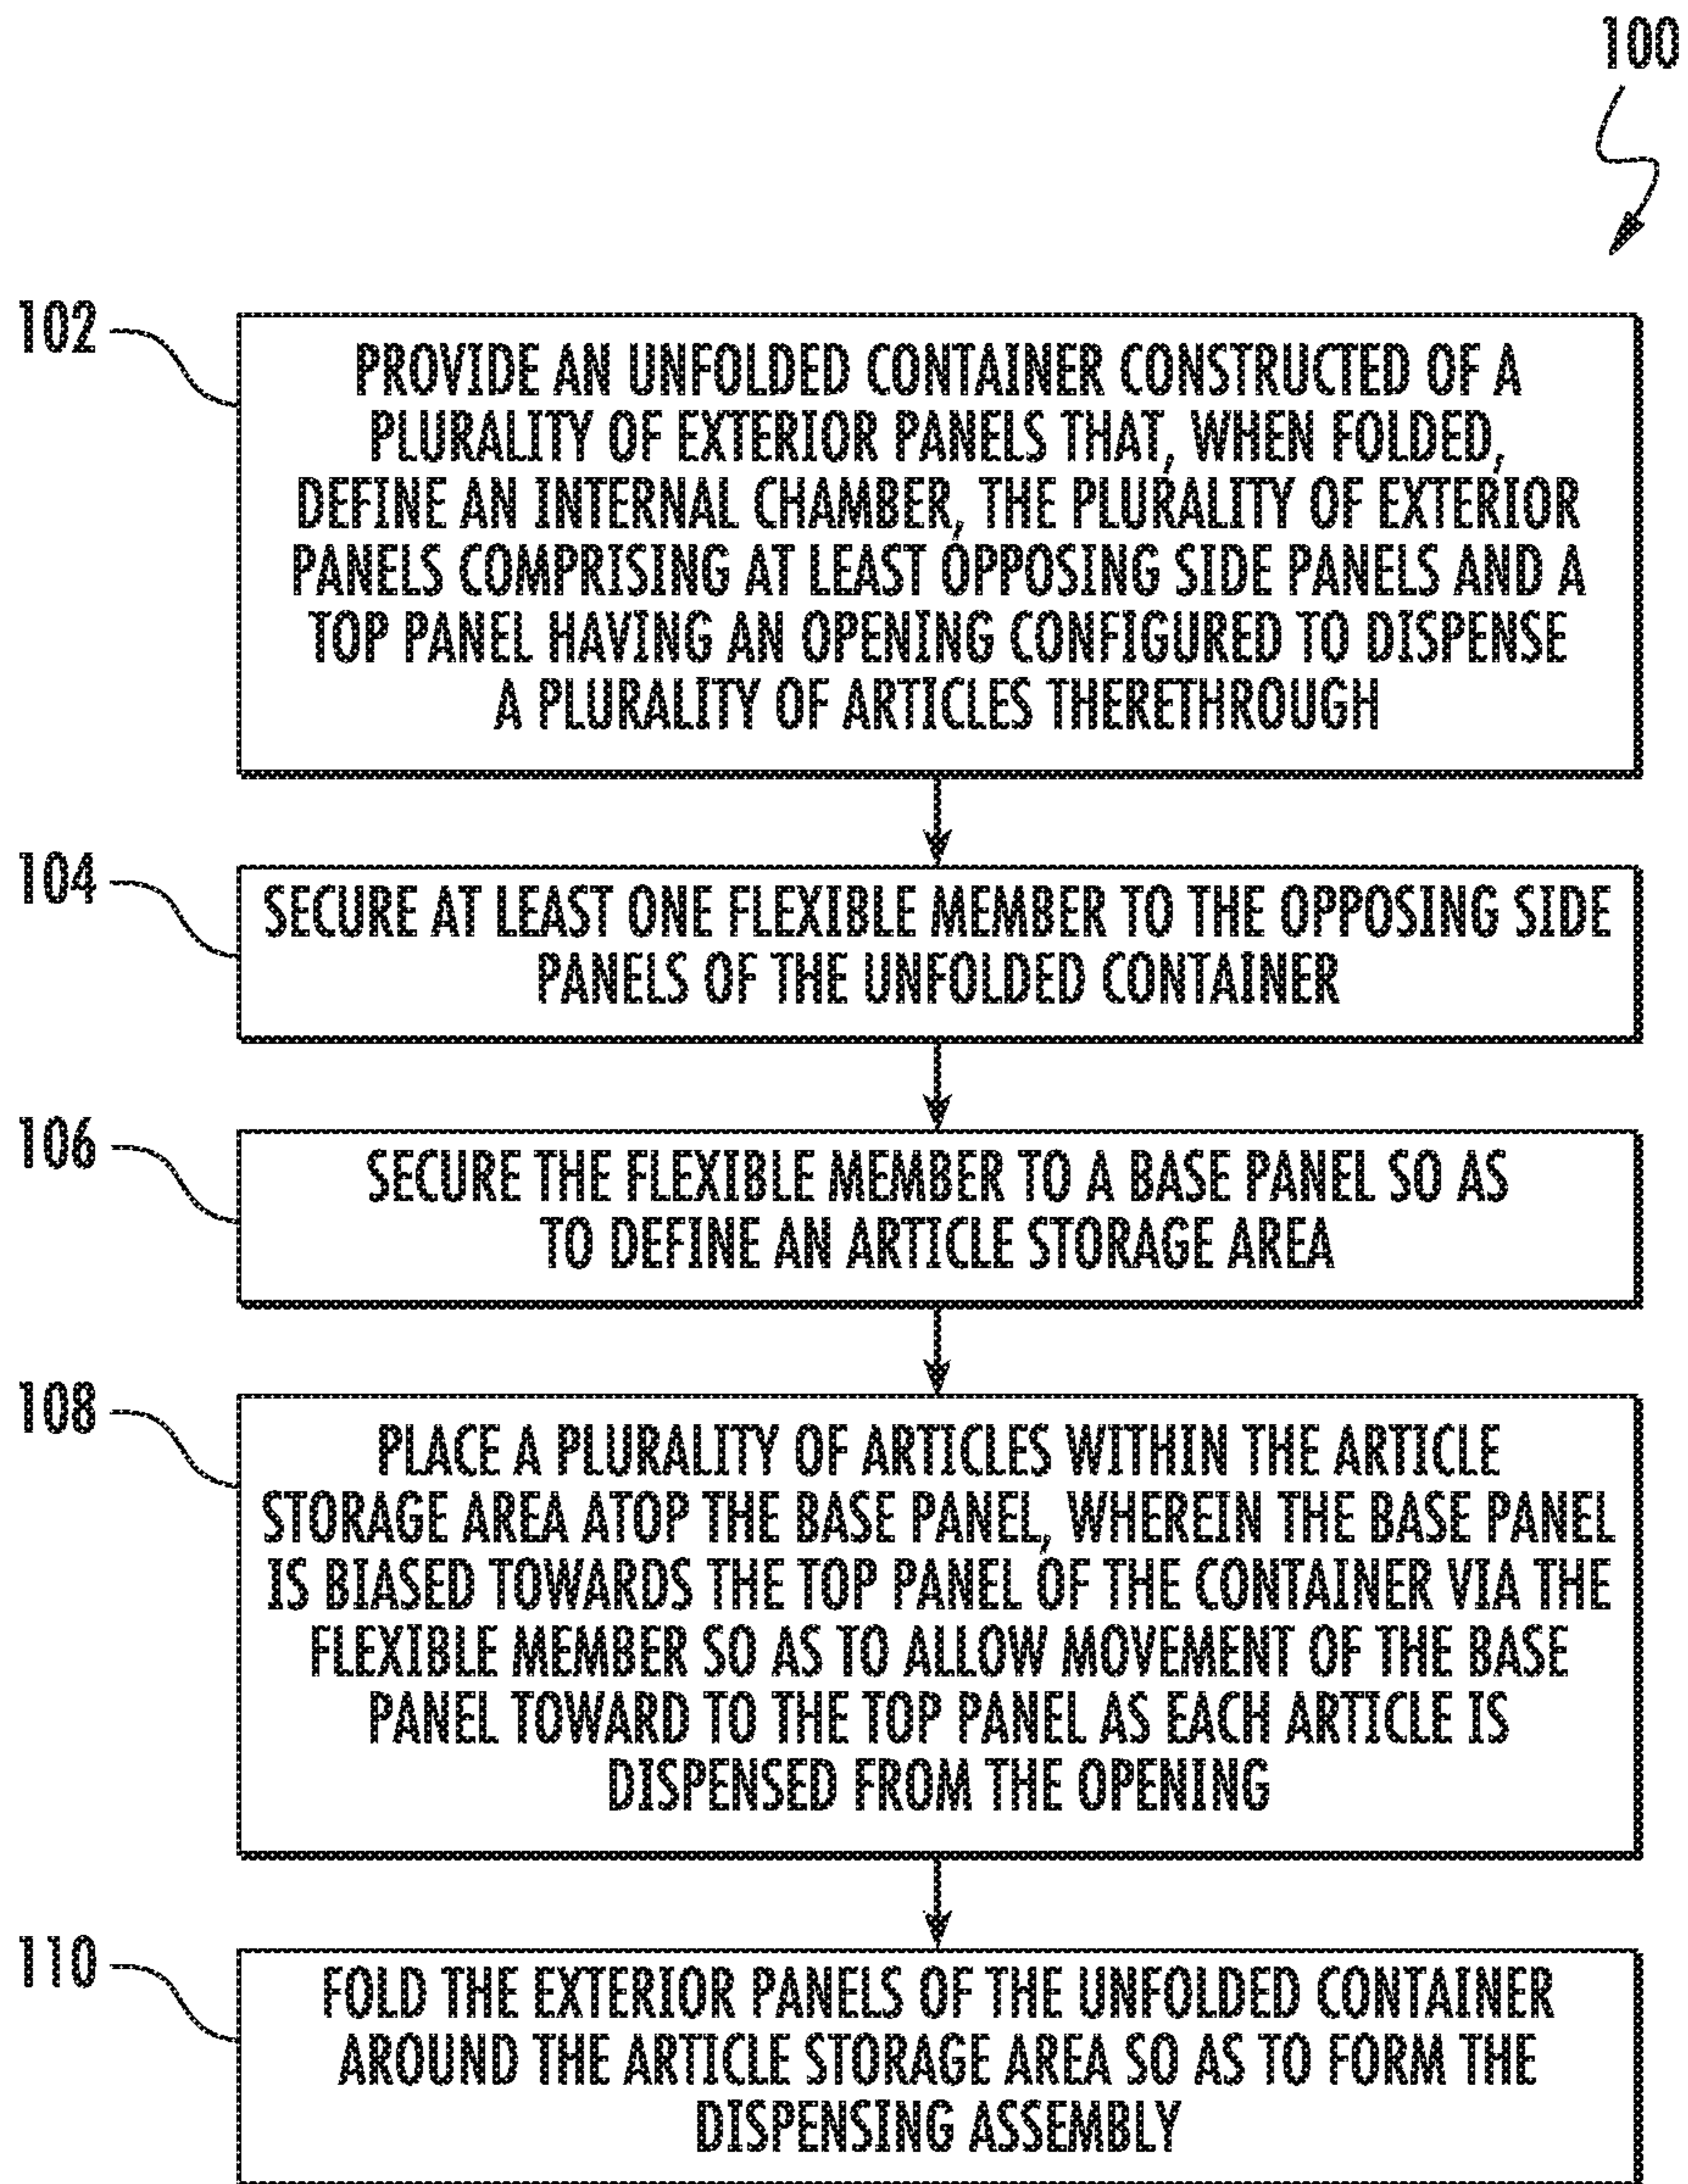 100
102
PROVIDE AN UNFOLDED CONTAINER CONSTRUCTED OF A
PLURALITY OF EXTERIOR PANELS THAT, WHEN FOLDED,
DEFINE AN INTERNAL CHAMBER, THE PLURALITY OF EXTERIOR
PANELS COMPRISING AT LEAST OPPOSING SIDE PANELS AND A
TOP PANEL HAVING AN OPENING CONFIGURED TO DISPENSE
A PLURALITY OF ARTICLES THERETHROUGH
104
SECURE AT LEAST ONE FLEXIBLE MEMBER TO THE OPPOSING SIDE
PANELS OF THE UNFOLDED CONTAINER
106
SECURE THE FLEXIBLE MEMBER TO A BASE PANEL SO AS
TO DEFINE AN ARTICLE STORAGE AREA
108
PLACE A PLURALITY OF ARTICLES WITHIN THE ARTICLE
STORAGE AREA ATOP THE BASE PANEL, WHEREIN THE BASE PANEL
IS BIASED TOWARDS THE TOP PANEL OF THE CONTAINER VIA THE
FLEXIBLE MEMBER SO AS TO ALLOW MOVEMENT OF THE BASE
PANEL TOWARD TO THE TOP PANEL AS EACH ARTICLE IS
DISPENSED FROM THE OPENING
110
FOLD THE EXTERIOR PANELS OF THE UNFOLDED CONTAINER
AROUND THE ARTICLE STORAGE AREA SO AS TO FORM THE
DISPENSING ASSEMBLY